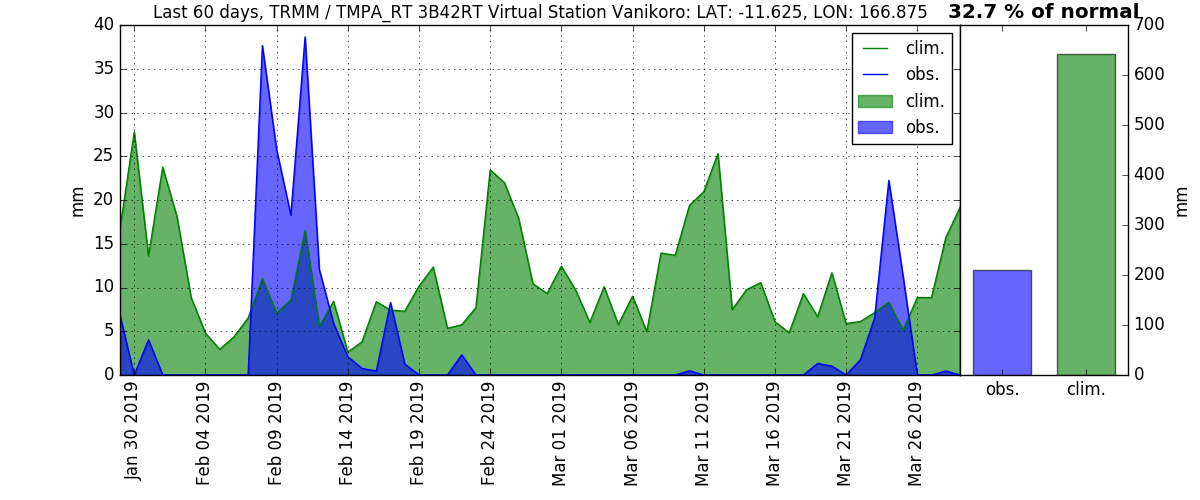 Last 60 days, TRMM / TMPA_RT 3B42RT Virtual Station Vanikoro: LAT: -11.625, LON: 166.875
32.7 % of normal
40
35
30
25
20
15
10
5
0
mm
clim.
obs.
clim.
obs.
700
600
500
400
300
200
100
0
mm
Jan 30 2019
Feb 04 2019
Feb 09 2019
Feb 14 2019
Feb 19 2019
Feb 24 2019
Mar 01 2019
Mar 06 2019
Mar 11 2019
Mar 16 2019
Mar 21 2019
Mar 26 2019
obs.
clim.